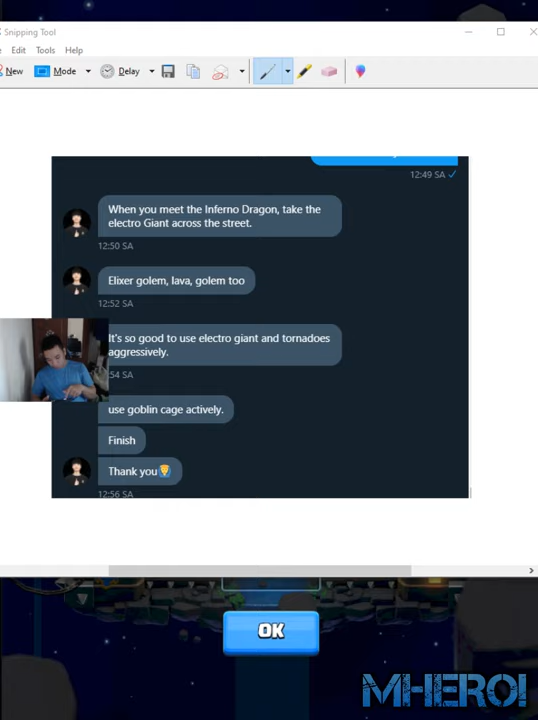 Snipping Tool
Edit Tools Help
New Mode Delay
12:49 SA
When you meet the Inferno Dragon, take the
electro Giant across the street.
12:50 SA
Elixer golem, lava, golem too
12:52 SA
It's so good to use electro giant and tornadoes
aggressively.
:54 SA
use goblin cage actively.
Finish
Thank you
12:56 SA
OK
MHERO!